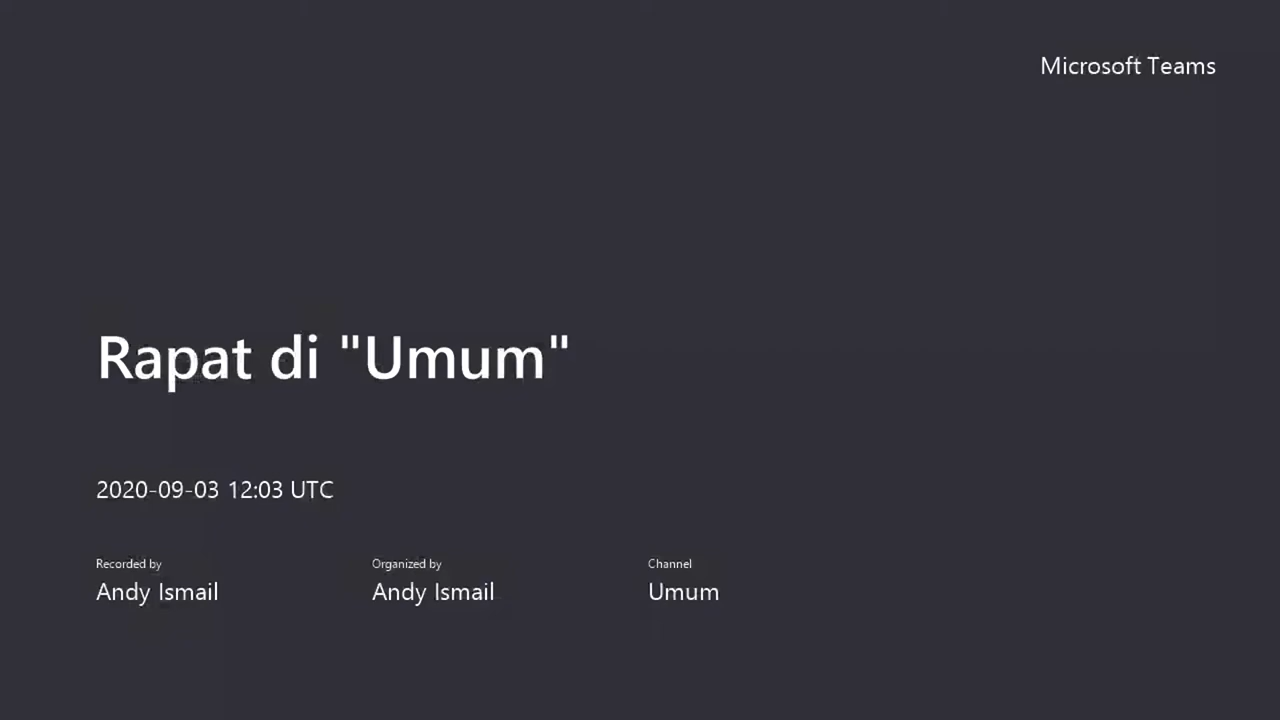 Microsoft Teams
Rapat di "Umum"
2020-09-03 12:03 UTC
Recorded by
Andy Ismail
Organized by
Andy Ismail
Channel
Umum